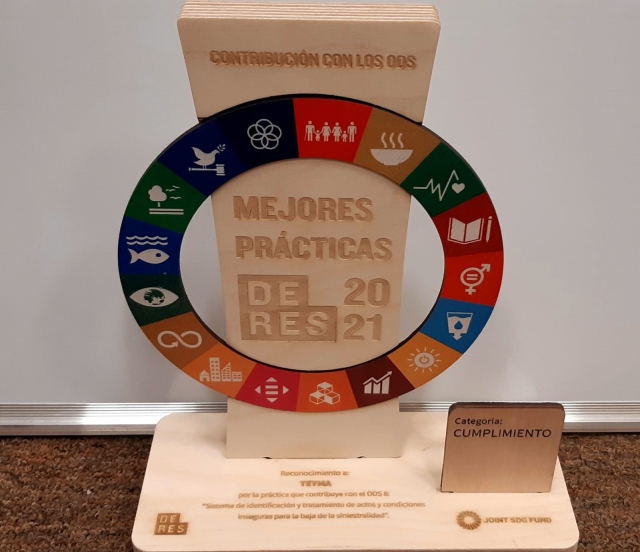 CONTRIBUCIÓN CON LOS ODS
MEJORES
PRÁCTICAS
DE 20
RES 21
Categoría:
CUMPLIMIENTO
Reconocimiento a:
TEYMA
por la práctica que contribuye con el ODS 8:
"Sistema de identificación y tratamiento de actos y condiciones
inseguras para la baja de la siniestralidad".
DE
RES
JOINT SDG FUND